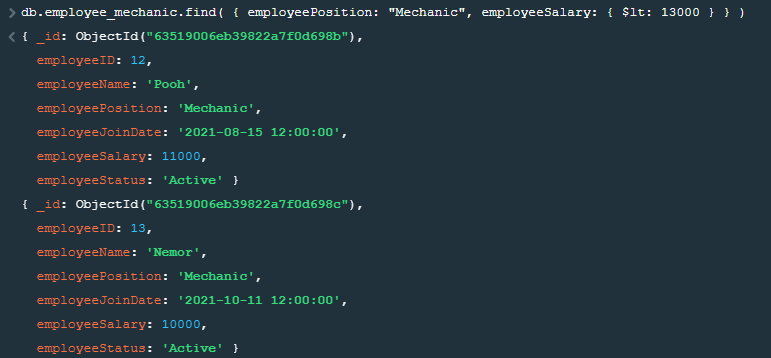 > db.employee_mechanic.find( { employeePosition: "Mechanic", employeeSalary: { $lt: 13000 } } )
< { _id: ObjectId("63519006eb39822a7f0d698b"),
employeeID: 12,
employeeName: 'Pooh',
employeePosition: 'Mechanic',
employeeJoinDate: '2021-08-15 12:00:00',
employeeSalary: 11000,
employeeStatus: 'Active' }
{ _id: ObjectId("63519006eb39822a7f0d698c"),
employeeID: 13,
employeeName: 'Nemor',
employeePosition: 'Mechanic',
employeeJoinDate: '2021-10-11 12:00:00',
employeeSalary: 10000,
employeeStatus: 'Active' }